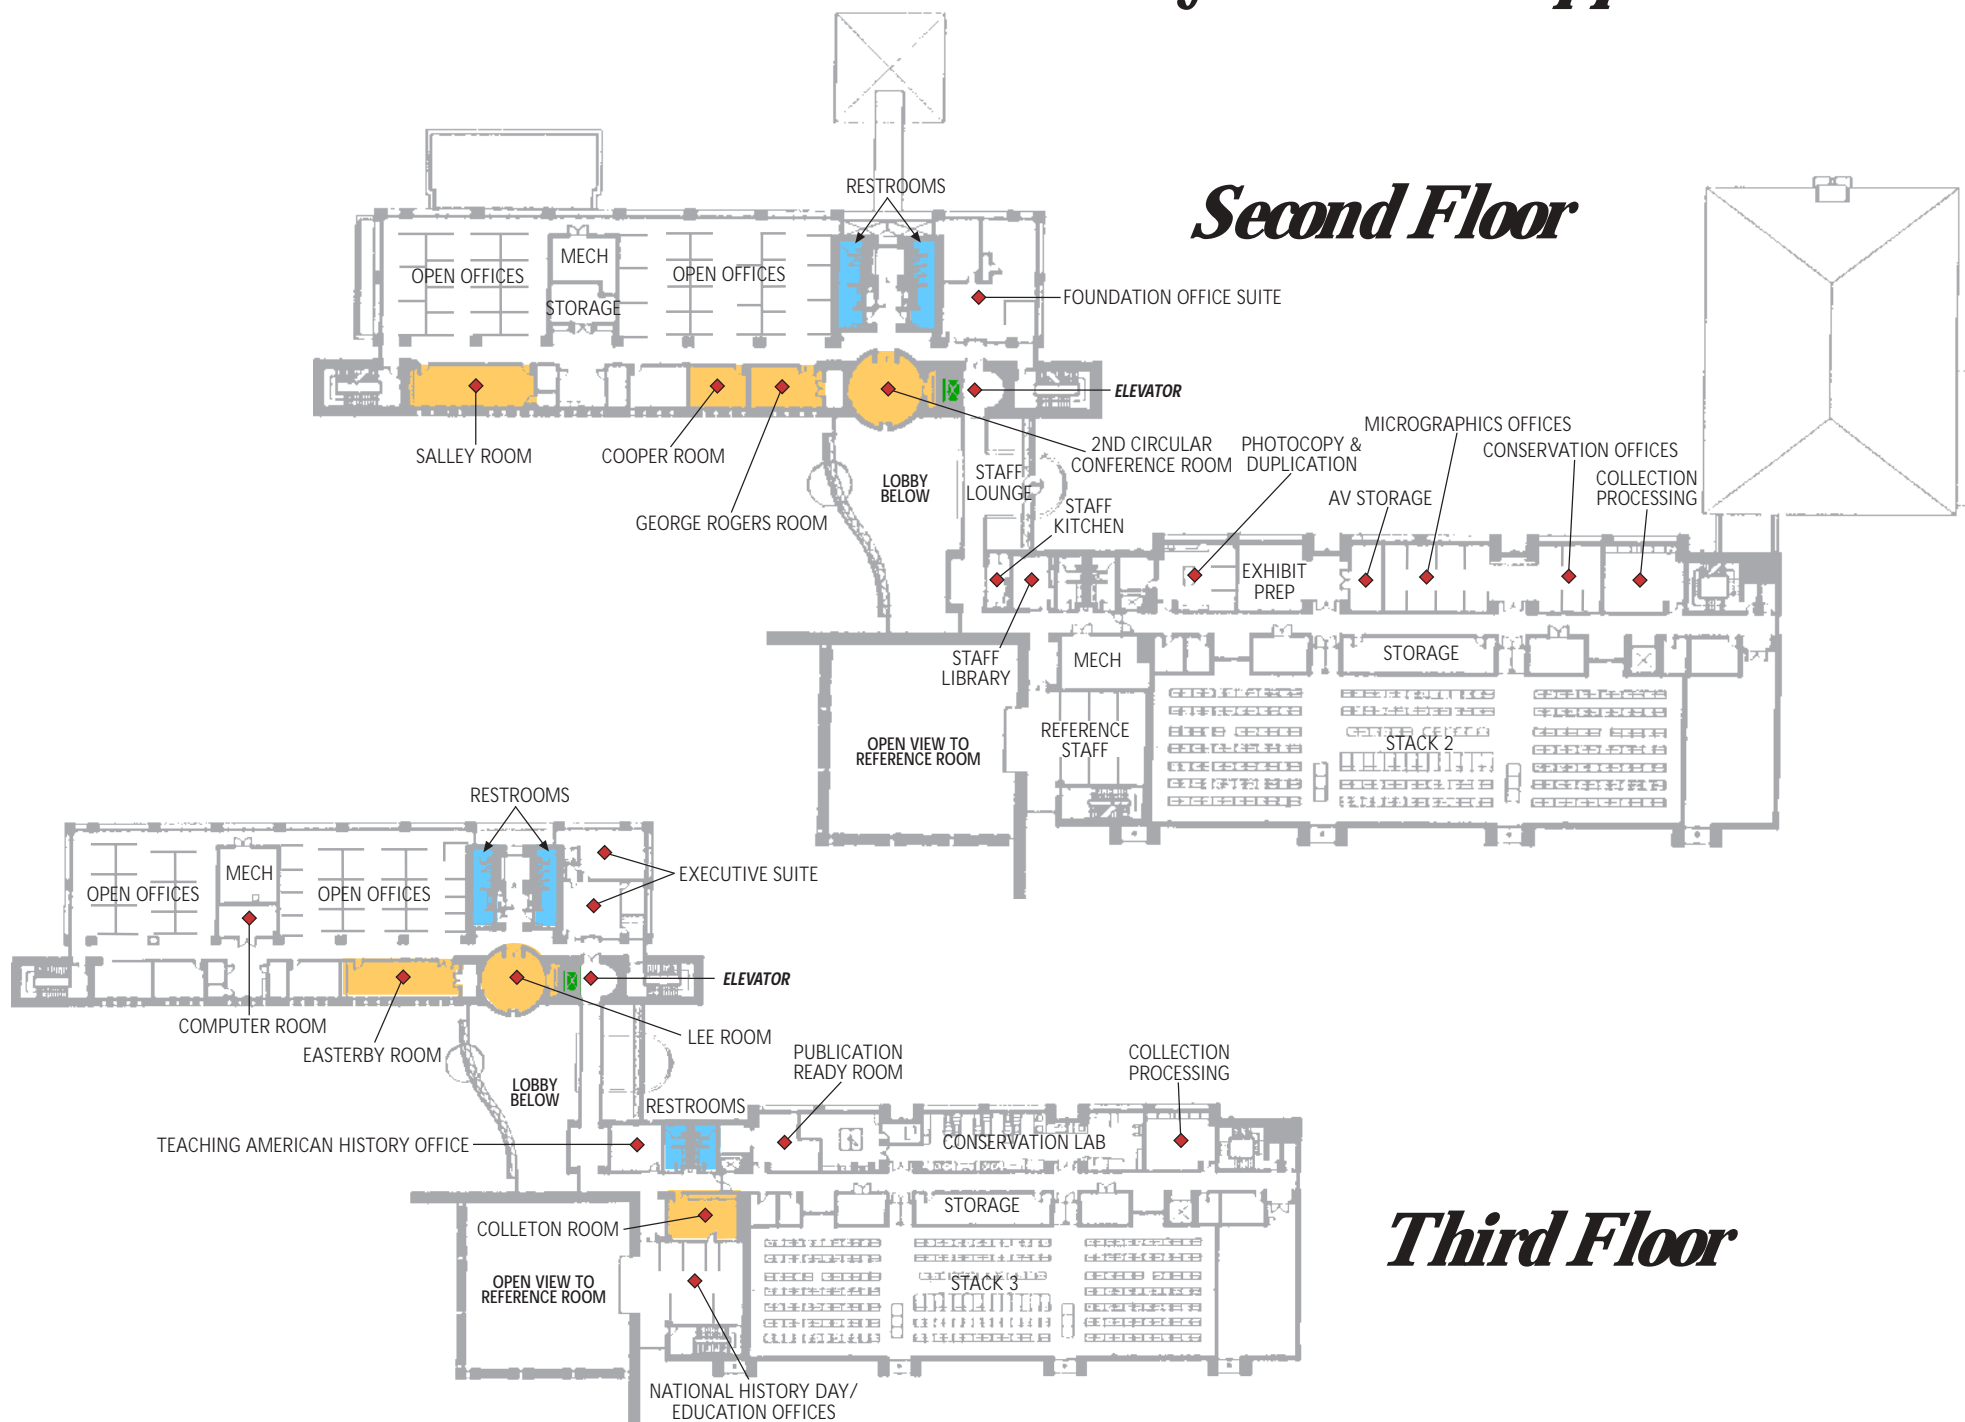 Second Floor
RESTROOMS
MECH
OPEN OFFICES
OPEN OFFICES
STORAGE
FOUNDATION OFFICE SUITE
ELEVATOR
SALLEY ROOM
COOPER ROOM
GEORGE ROGERS ROOM
2ND CIRCULAR
CONFERENCE ROOM
LOBBY
BELOW
STAFF
LOUNGE
STAFF
KITCHEN
PHOTOCOPY &
DUPLICATION
MICROGRAPHICS OFFICES
CONSERVATION OFFICES
AV STORAGE
COLLECTION
PROCESSING
EXHIBIT
PREP
STAFF
LIBRARY
MECH
STORAGE
REFERENCE
STAFF
OPEN VIEW TO
REFERENCE ROOM
STACK 2
RESTROOMS
MECH
OPEN OFFICES
OPEN OFFICES
EXECUTIVE SUITE
ELEVATOR
COMPUTER ROOM
EASTERBY ROOM
LEE ROOM
LOBBY
BELOW
PUBLICATION
READY ROOM
COLLECTION
PROCESSING
RESTROOMS
TEACHING AMERICAN HISTORY OFFICE
CONSERVATION LAB
STORAGE
COLLETON ROOM
OPEN VIEW TO
REFERENCE ROOM
STACK 3
Third Floor
NATIONAL HISTORY DAY/
EDUCATION OFFICES